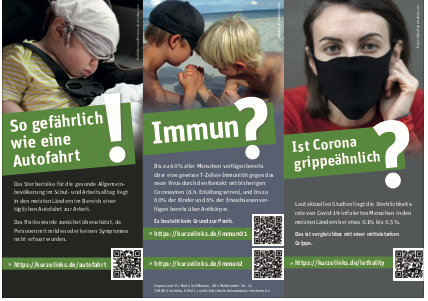 So gefährlich
wie eine
Autofahrt
!
Das Sterberisiko für die gesunde Allgemein-
bevölkerung im Schul- und Arbeitsalltag liegt
in den meisten Ländern im Bereich einer
täglichen Autofahrt zur Arbeit.
Das Risiko wurde zunächst überschätzt, da
Personen mit milden oder keinen Symptomen
nicht erfasst wurden.
» https://kurzelinks.de/autofahrt
Immun
?
Bis zu 60% aller Menschen verfügen bereits
über eine gewisse T-Zellen-Immunität gegen das
neue Virus durch den Kontakt mit bisherigen
Coronaviren (d.h. Erkältungsviren), und bis zu
60% der Kinder und 6% der Erwachsenen ver-
fügen bereits über Antikörper.
Es besteht kein Grund zur Panik.
» https://kurzelinks.de/immun01
» https://kurzelinks.de/immun2
Ist Corona
grippeähnlich
?
Laut aktuellen Studien liegt die Sterblichkeits-
rate von Covid-19-infizierten Menschen in den
meisten Ländern bei etwa 0.1% bis 0,5%.
Das ist vergleichbar mit einer mittelstarken
Grippe.
» https://kurzelinks.de/lethality